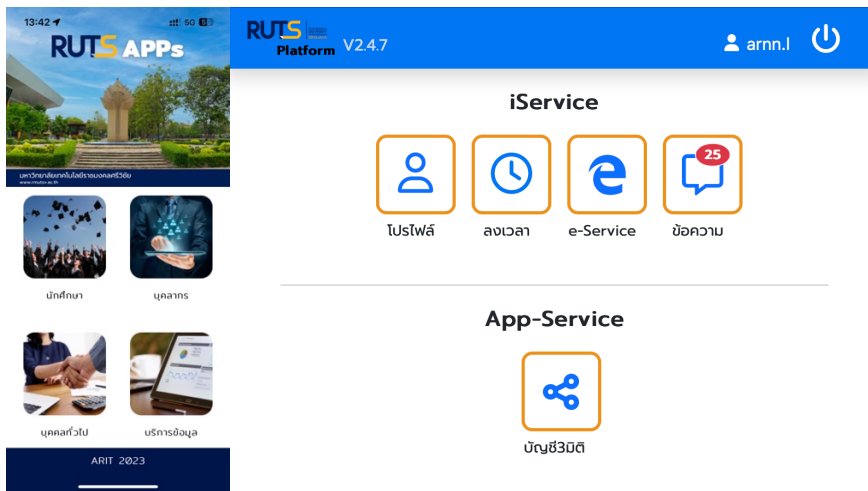 13:42
5G
RUTS APPs
มหาวิทยาลัยเทคโนโลยีราชมงคลศรีวิชัย
www.rmutsv.ac.th
นักศึกษา
บุคลากร
บุคคลทั่วไป
บริการข้อมูล
ARIT 2023
RUTS
Platform V2.4.7
arnn.l
iService
25
โปรไฟล์
ลงเวลา
e-Service
ข้อความ
App-Service
บัญชี3มิติ